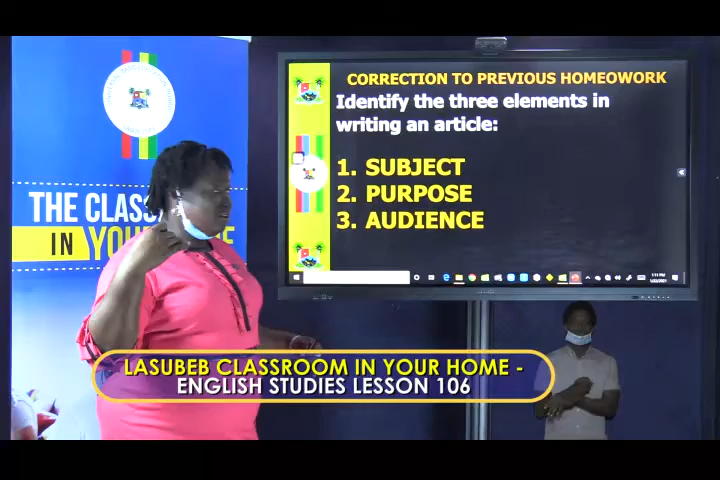 CORRECTION TO PREVIOUS HOMEOWORK
Identify the three elements in
writing an article:
1. SUBJECT
2. PURPOSE
3. AUDIENCE
THE CLASS
IN YOUR
LASUBEB CLASSROOM IN YOUR HOME -
ENGLISH STUDIES LESSON 106